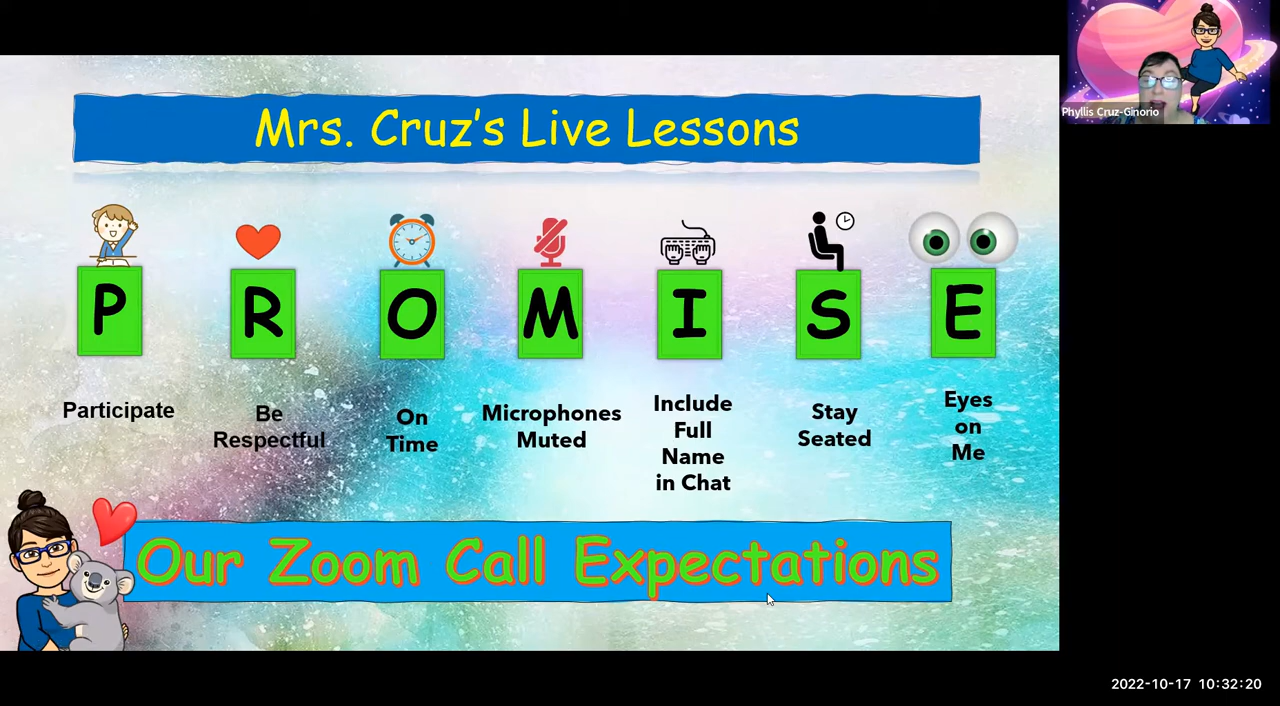 Mrs. Cruz's Live Lessons
Phyllis Cruz-Ginorio
P R O M I S E
Participate
Be
Respectful
On
Time
Microphones
Muted
Include
Full
Name
in Chat
Stay
Seated
Eyes
on
Me
Our Zoom Call Expectations
2022-10-17 10:32:20